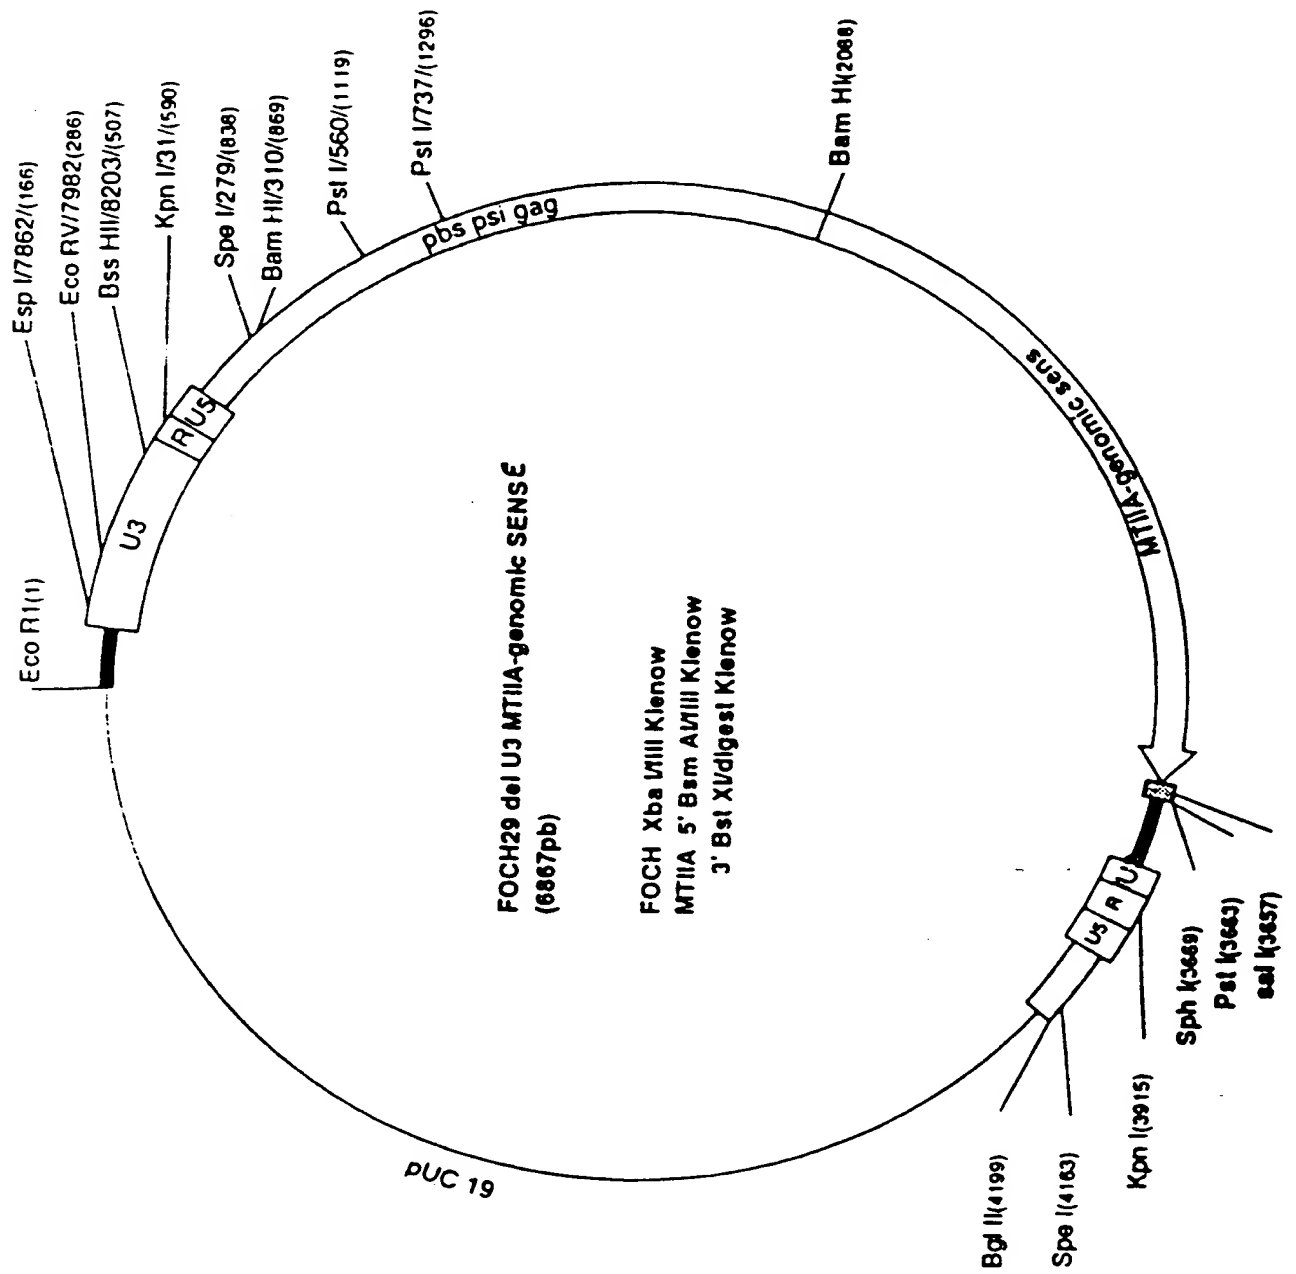 Eco R1(1)
Esp I/7862/(166)
Eco RV/7982(286)
Bss HII/8203/(507)
Kpn I/31/(590)
Spe I/279/(838)
Bam HI/310/(869)
Pst I/560/(1119)
Pst I/737/(1296)
Bam HI(2088)
U3
R
U5
pbs psi gag
MTIIA-genomic sens
FOCH29 del U3 MTIIA-genomic SENSE
(6867pb)
FOCH Xba I/fill Klenow
MTIIA 5' Bsm AI/fill Klenow
3' Bst XI/digest Klenow
U
R
U5
sal I(3657)
Pst I(3663)
Sph I(3669)
Kpn I(3915)
Spe I(4163)
Bgl II(4199)
pUC 19